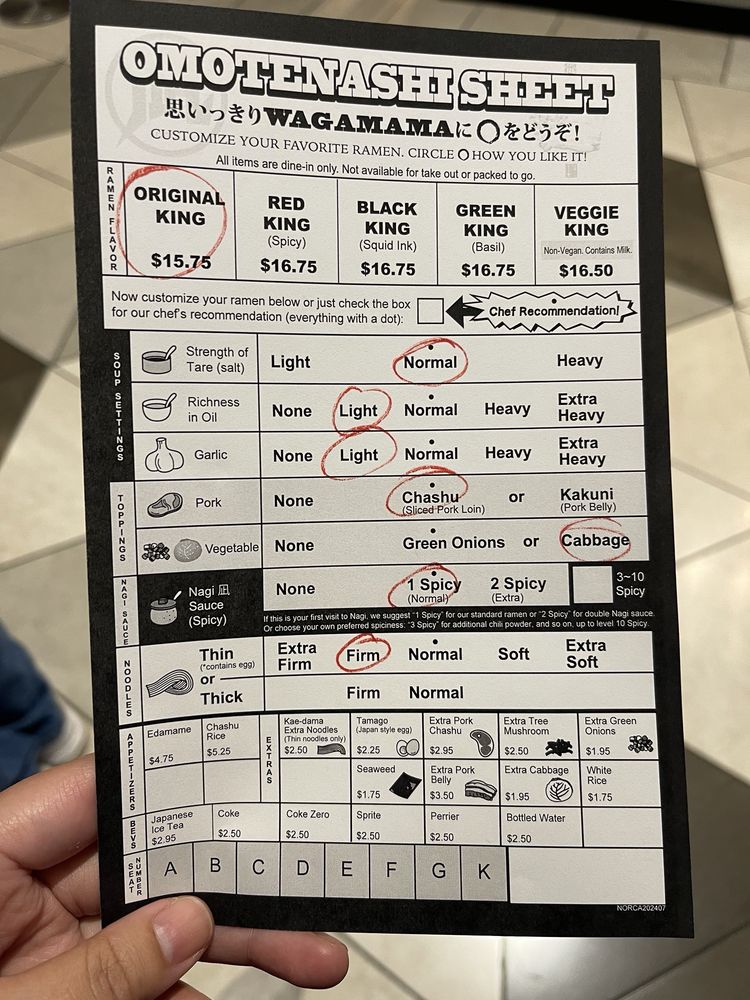 OMOTENASHI SHEET
思いっきりWAGAMAMAに〇をどうぞ!
CUSTOMIZE YOUR FAVORITE RAMEN. CIRCLE 〇 HOW YOU LIKE IT!
All items are dine-in only. Not available for take out or packed to go.
RAMEN FLAVOR
ORIGINAL KING
$15.75
RED KING
(Spicy)
$16.75
BLACK KING
(Squid Ink)
$16.75
GREEN KING
(Basil)
$16.75
VEGGIE KING
Non-Vegan. Contains Milk.
$16.50
Now customize your ramen below or just check the box
for our chef's recommendation (everything with a dot):
Chef Recommendation!
SOUP SETTINGS
Strength of
Tare (salt)
Light Normal Heavy
Richness
in Oil
None Light Normal Heavy Extra Heavy
Garlic
None Light Normal Heavy Extra Heavy
TOPPINGS
Pork
None Chashu or Kakuni
(Sliced Pork Loin) (Pork Belly)
Vegetable
None Green Onions or Cabbage
NAGI SAUCE
Nagi 凪
Sauce
(Spicy)
None 1 Spicy 2 Spicy 3~10 Spicy
(Normal) (Extra)
If this is your first visit to Nagi, we suggest "1 Spicy" for our standard ramen or "2 Spicy" for double Nagi sauce.
Or choose your own preferred spiciness: "3 Spicy" for additional chili powder, and so on, up to level 10 Spicy.
NOODLES
Thin
(*contains egg)
or
Thick
Extra Firm Firm Normal Soft Extra Soft
Firm Normal
APPETIZERS
Edamame
$4.75
Chashu Rice
$5.25
EXTRAS
Kae-dama
Extra Noodles
(Thin noodles only)
$2.50
Tamago
(Japan style egg)
$2.25
Extra Pork
Chashu
$2.95
Extra Tree
Mushroom
$2.50
Extra Green
Onions
$1.95
Seaweed
$1.75
Extra Pork
Belly
$3.50
Extra Cabbage
$1.95
White
Rice
$1.75
BEVS
Japanese
Ice Tea
$2.95
Coke
$2.50
Coke Zero
$2.50
Sprite
$2.50
Perrier
$2.50
Bottled Water
$2.50
SEAT NUMBER
A B C D E F G K
NORCA202407